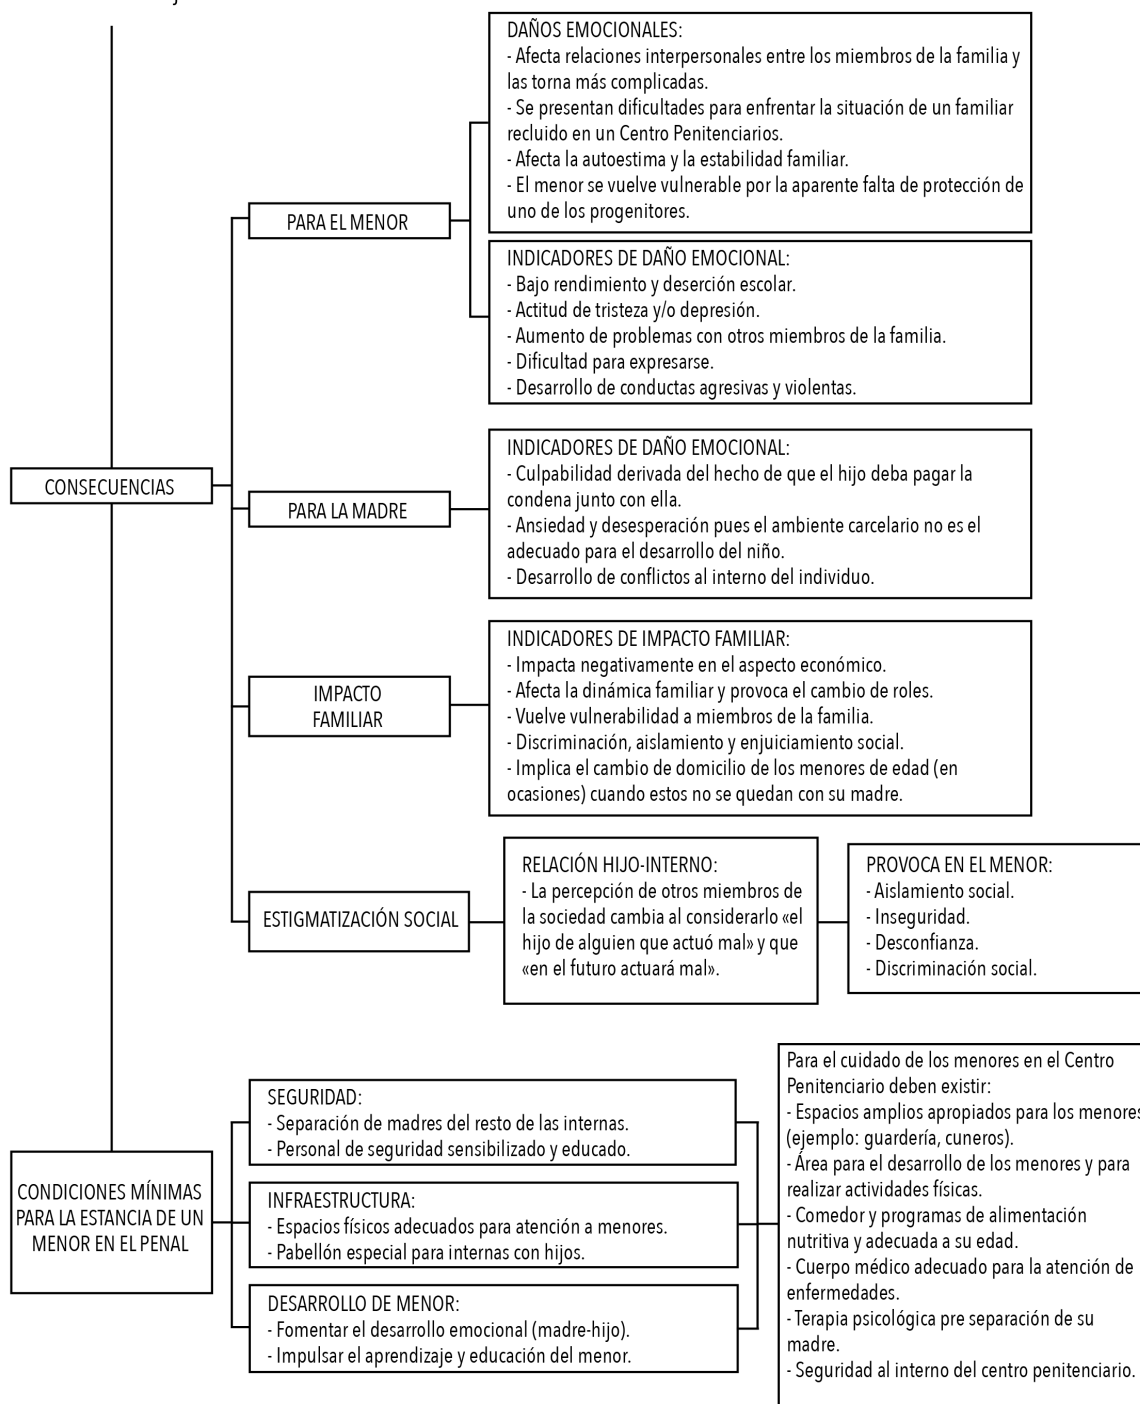 DAÑOS EMOCIONALES:
- Afecta relaciones interpersonales entre los miembros de la familia y
las torna más complicadas.
- Se presentan dificultades para enfrentar la situación de un familiar
recluido en un Centro Penitenciarios.
- Afecta la autoestima y la estabilidad familiar.
- El menor se vuelve vulnerable por la aparente falta de protección de
uno de los progenitores.
PARA EL MENOR
INDICADORES DE DAÑO EMOCIONAL:
- Bajo rendimiento y deserción escolar.
- Actitud de tristeza y/o depresión.
- Aumento de problemas con otros miembros de la familia.
- Dificultad para expresarse.
- Desarrollo de conductas agresivas y violentas.
CONSECUENCIAS
PARA LA MADRE
INDICADORES DE DAÑO EMOCIONAL:
- Culpabilidad derivada del hecho de que el hijo deba pagar la
condena junto con ella.
- Ansiedad y desesperación pues el ambiente carcelario no es el
adecuado para el desarrollo del niño.
- Desarrollo de conflictos al interno del individuo.
IMPACTO
FAMILIAR
INDICADORES DE IMPACTO FAMILIAR:
- Impacta negativamente en el aspecto económico.
- Afecta la dinámica familiar y provoca el cambio de roles.
- Vuelve vulnerabilidad a miembros de la familia.
- Discriminación, aislamiento y enjuiciamiento social.
- Implica el cambio de domicilio de los menores de edad (en
ocasiones) cuando estos no se quedan con su madre.
ESTIGMATIZACIÓN SOCIAL
RELACIÓN HIJO-INTERNO:
- La percepción de otros miembros de
la sociedad cambia al considerarlo «el
hijo de alguien que actuó mal» y que
«en el futuro actuará mal».
PROVOCA EN EL MENOR:
- Aislamiento social.
- Inseguridad.
- Desconfianza.
- Discriminación social.
CONDICIONES MÍNIMAS
PARA LA ESTANCIA DE UN
MENOR EN EL PENAL
SEGURIDAD:
- Separación de madres del resto de las internas.
- Personal de seguridad sensibilizado y educado.
INFRAESTRUCTURA:
- Espacios físicos adecuados para atención a menores.
- Pabellón especial para internas con hijos.
DESARROLLO DE MENOR:
- Fomentar el desarrollo emocional (madre-hijo).
- Impulsar el aprendizaje y educación del menor.
Para el cuidado de los menores en el Centro
Penitenciario deben existir:
- Espacios amplios apropiados para los menores
(ejemplo: guardería, cuneros).
- Área para el desarrollo de los menores y para
realizar actividades físicas.
- Comedor y programas de alimentación
nutritiva y adecuada a su edad.
- Cuerpo médico adecuado para la atención de
enfermedades.
- Terapia psicológica pre separación de su
madre.
- Seguridad al interno del centro penitenciario.